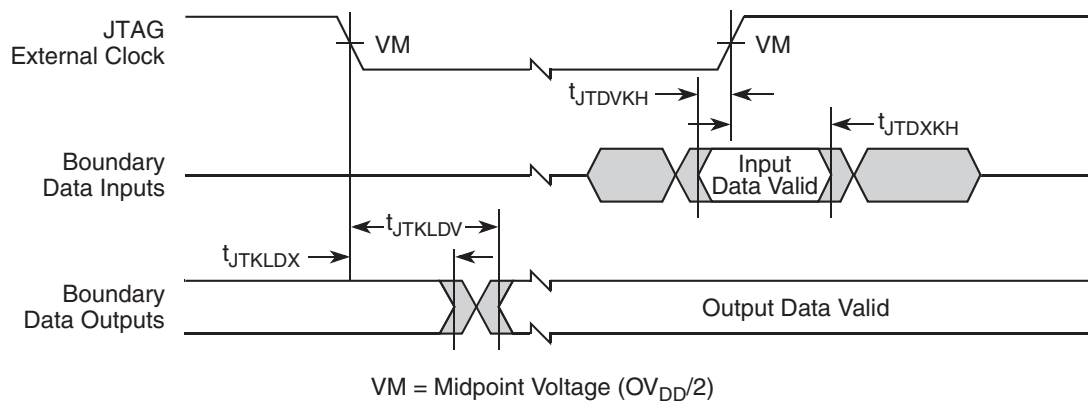 JTAG
External Clock
VM
VM
tJTDVKH
tJTDXKH
Boundary
Data Inputs
Input
Data Valid
tJTKLDV
tJTKLDX
Boundary
Data Outputs
Output Data Valid
VM = Midpoint Voltage (OVDD/2)